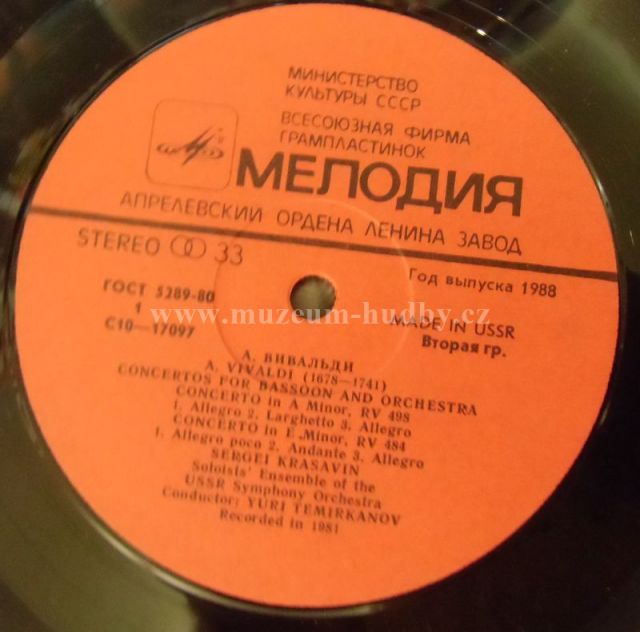 МИНИСТЕРСТВО
КУЛЬТУРЫ СССР
ВСЕСОЮЗНАЯ ФИРМА
ГРАМПЛАСТИНОК
МЕЛОДИЯ
АПРЕЛЕВСКИЙ ОРДЕНА ЛЕНИНА ЗАВОД
STEREO 33
Год выпуска 1988
ГОСТ 5289-80
1
С10—17097
www.muzeum-hudby.cz
MADE IN USSR
Вторая гр.
А. ВИВАЛЬДИ
A. VIVALDI (1678—1741)
CONCERTOS FOR BASSOON AND ORCHESTRA
CONCERTO in A Minor, RV 498
1. Allegro 2. Larghetto 3. Allegro
CONCERTO in E Minor, RV 484
1. Allegro poco 2. Andante 3. Allegro
SERGEI KRASAVIN
Soloists' Ensemble of the
USSR Symphony Orchestra
Conductor: YURI TEMIRKANOV
Recorded in 1981